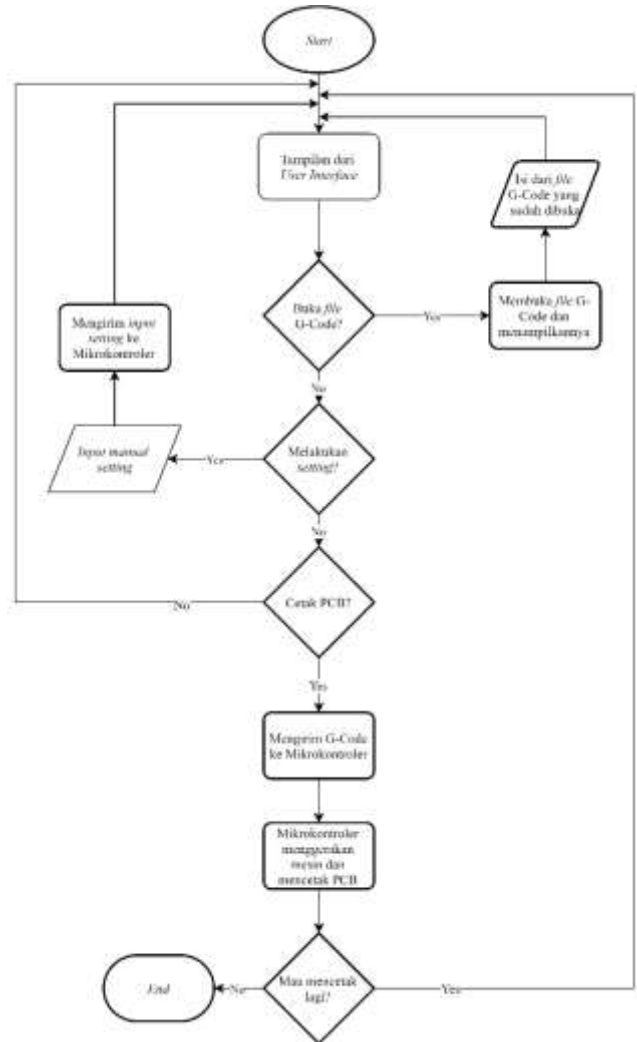 Start
Tampilan dari
User Interface
Isi dari file
G-Code yang
sudah dibuka
Buka file
G-Code?
Yes
Membuka file G-
Code dan
menampilkannya
Mengirim input
setting ke
Mikrokontroler
No
Melakukan
setting?
Yes
Input manual
setting
No
Cetak PCB?
No
Yes
Mengirim G-Code
ke Mikrokontroler
Mikrokontroler
menggerakan
mesin dan
mencetak PCB
Mau mencetak
lagi?
No
Yes
End